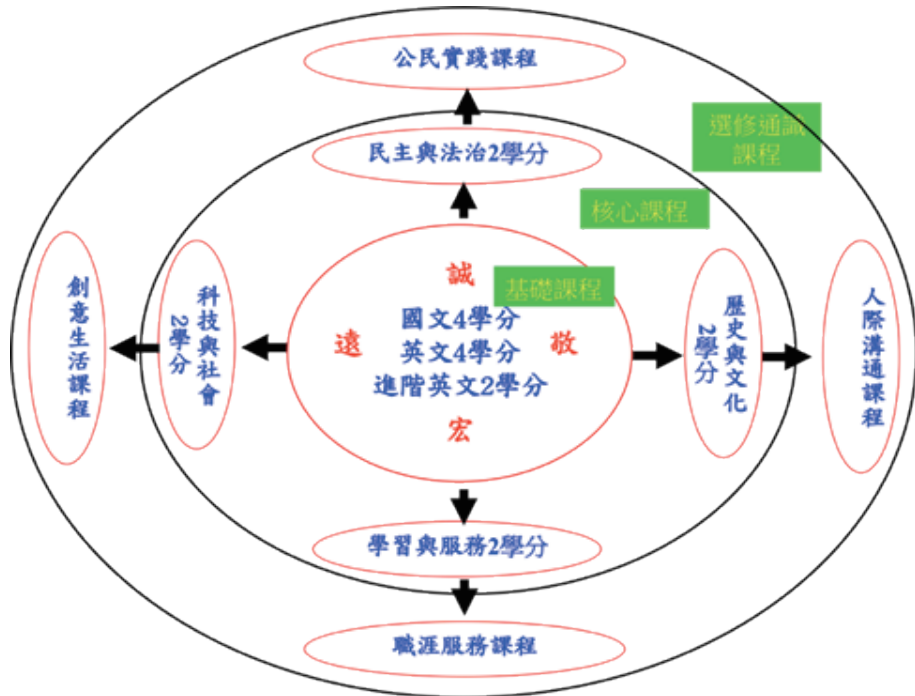 公民實踐課程
選修通識
課程
民主與法治2學分
核心課程
誠
基礎課程
國文4學分
遠
英文4學分
敬
進階英文2學分
宏
創意生活課程
科技與社會
2學分
歷史與文化
2學分
人際溝通課程
學習與服務2學分
職涯服務課程